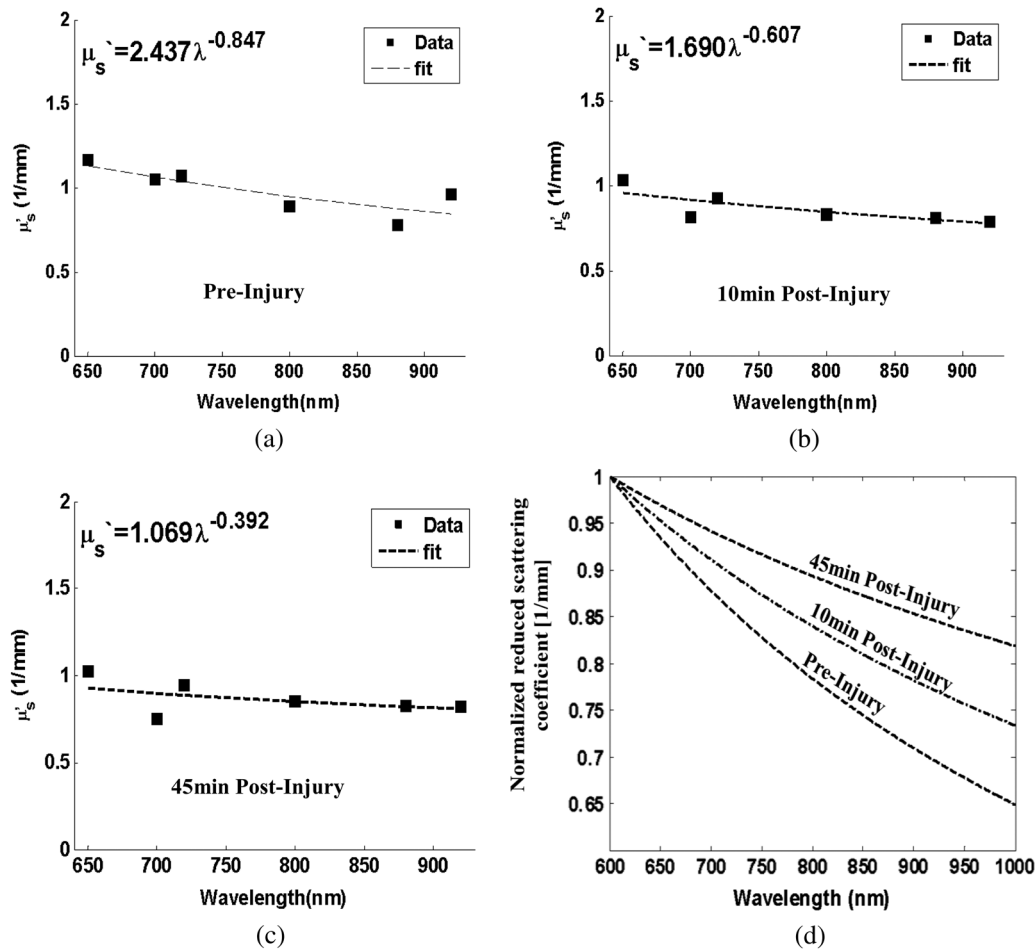 μs`=2.437λ-0.847
Data
fit
2
1.5
1
0.5
0
μ's (1/mm)
Pre-Injury
650 700 750 800 850 900
Wavelength(nm)
(a)
μs`=1.690λ-0.607
Data
fit
2
1.5
1
0.5
0
μ's (1/mm)
10min Post-Injury
650 700 750 800 850 900
Wavelength(nm)
(b)
μs`=1.069λ-0.392
Data
fit
2
1.5
1
0.5
0
μ's (1/mm)
45min Post-Injury
650 700 750 800 850 900
Wavelength(nm)
(c)
1
0.95
0.9
0.85
0.8
0.75
0.7
0.65
Normalized reduced scattering
coefficient [1/mm]
45min Post-Injury
10min Post-Injury
Pre-Injury
600 650 700 750 800 850 900 950 1000
Wavelength (nm)
(d)